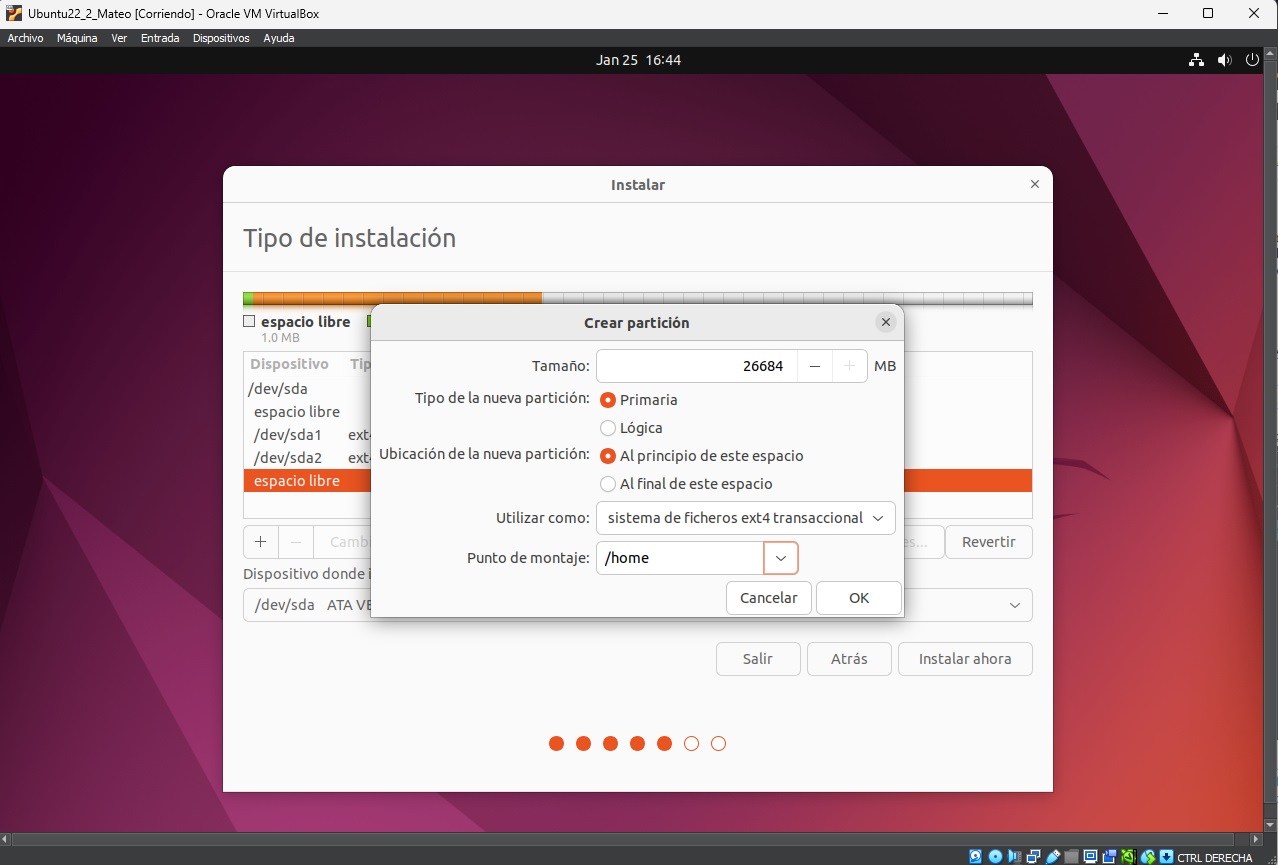 Ubuntu22_2_Mateo [Corriendo] - Oracle VM VirtualBox
Archivo Máquina Ver Entrada Dispositivos Ayuda
Jan 25 16:44
Instalar
Tipo de instalación
espacio libre
1.0 MB
Crear partición
Dispositivo Tip
Tamaño: 26684 MB
/dev/sda
Tipo de la nueva partición: Primaria
espacio libre
Lógica
/dev/sda1 ext4
Ubicación de la nueva partición: Al principio de este espacio
/dev/sda2 ext4
espacio libre
Al final de este espacio
Utilizar como: sistema de ficheros ext4 transaccional
+ – Camb es... Revertir
Punto de montaje: /home
Dispositivo donde i
Cancelar OK
/dev/sda ATA VB
Salir Atrás Instalar ahora
CTRL DERECHA